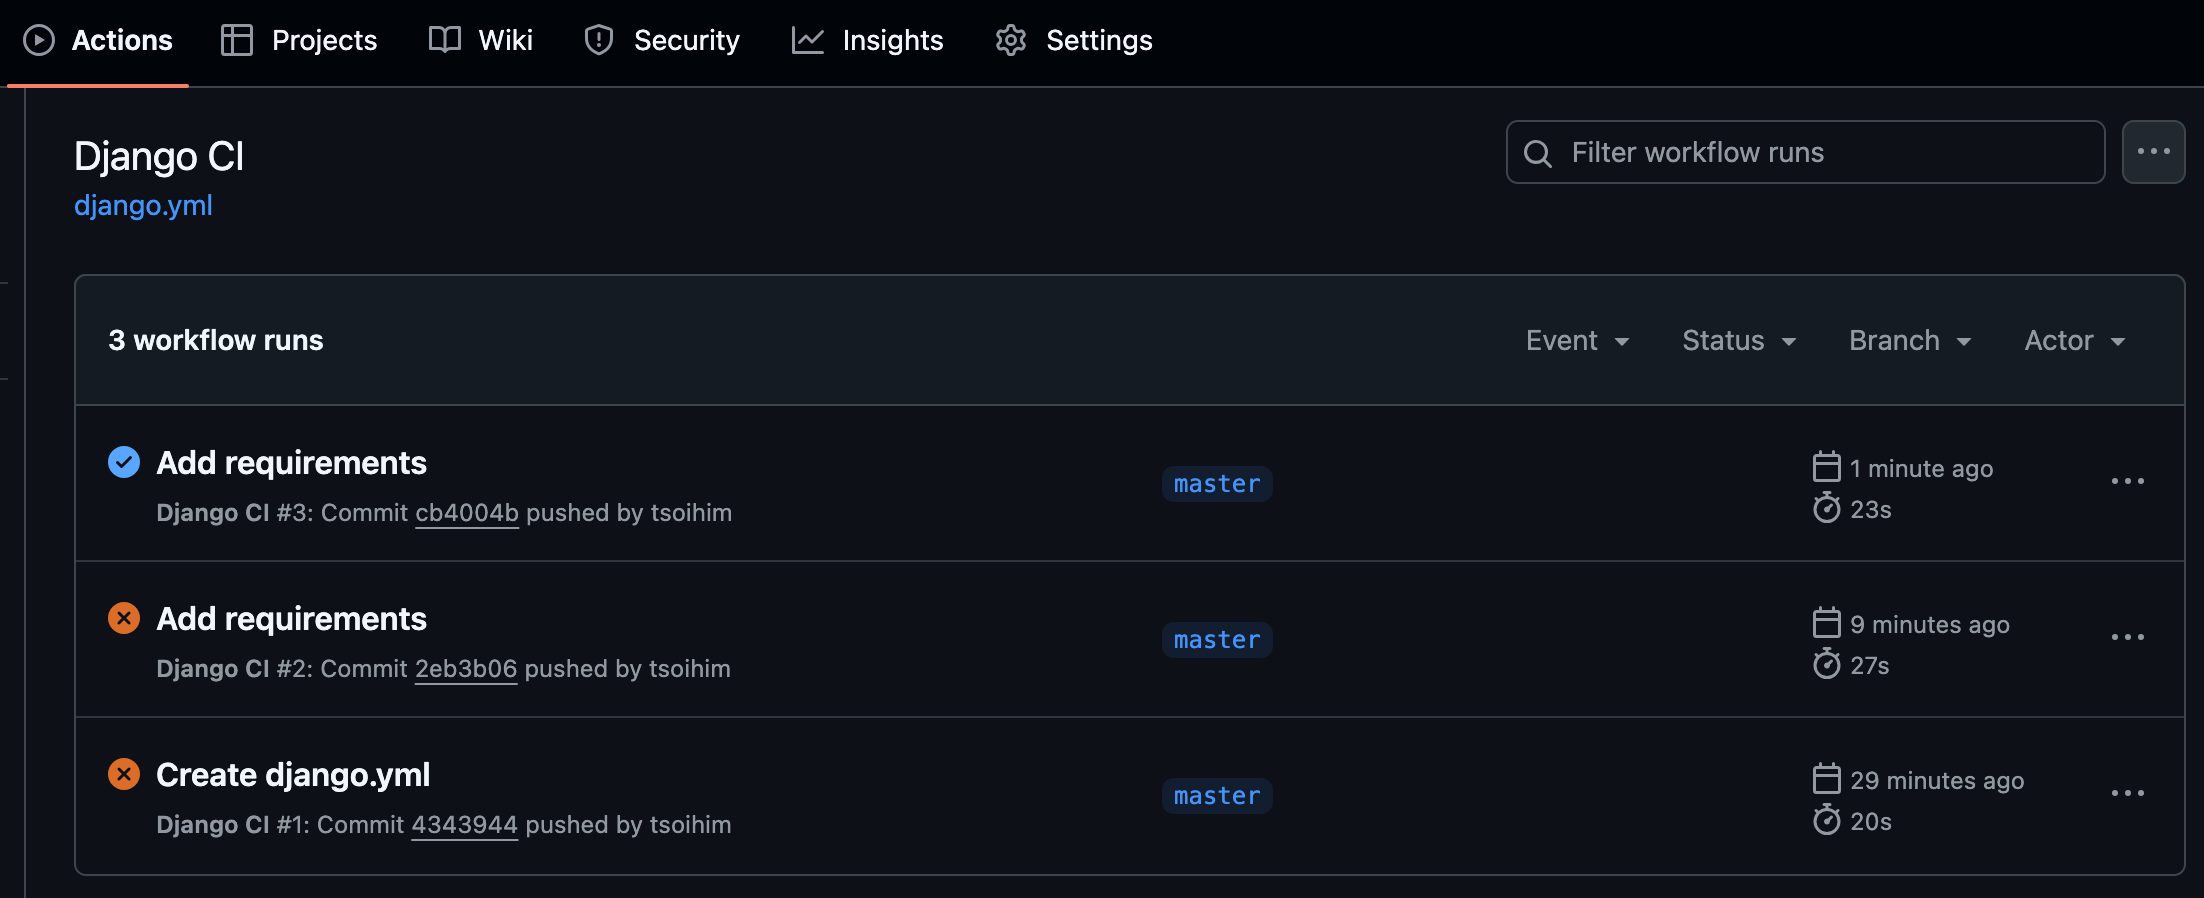 Actions Projects Wiki Security Insights Settings
Django CI
django.yml
Filter workflow runs
3 workflow runs
Event Status Branch Actor
Add requirements
Django CI #3: Commit cb4004b pushed by tsoihim
master
1 minute ago
23s
Add requirements
Django CI #2: Commit 2eb3b06 pushed by tsoihim
master
9 minutes ago
27s
Create django.yml
Django CI #1: Commit 4343944 pushed by tsoihim
master
29 minutes ago
20s